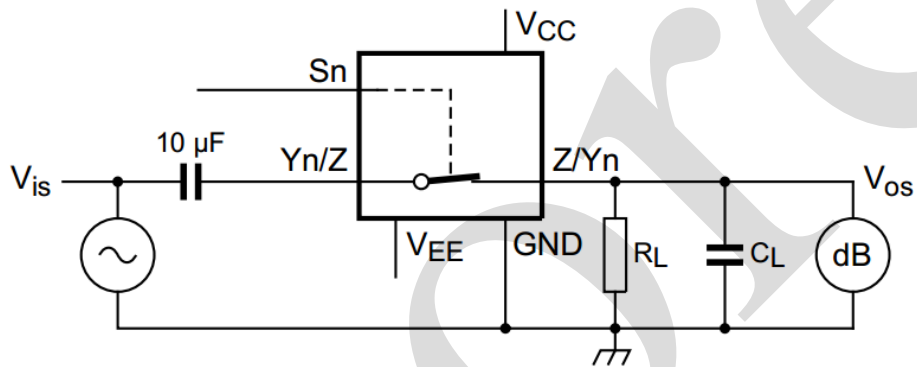 VCC
Sn
10 µF
Yn/Z
Z/Yn
Vis
Vos
VEE
GND
RL
CL
dB